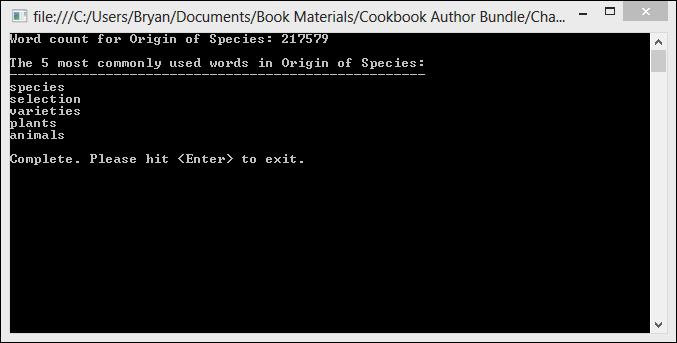 file:///C:/Users/Bryan/Documents/Book Materials/Cookbook Author Bundle/Cha...
Word count for Origin of Species: 217579
The 5 most commonly used words in Origin of Species:
----------------------------------------------------
species
selection
varieties
plants
animals
Complete. Please hit <Enter> to exit.